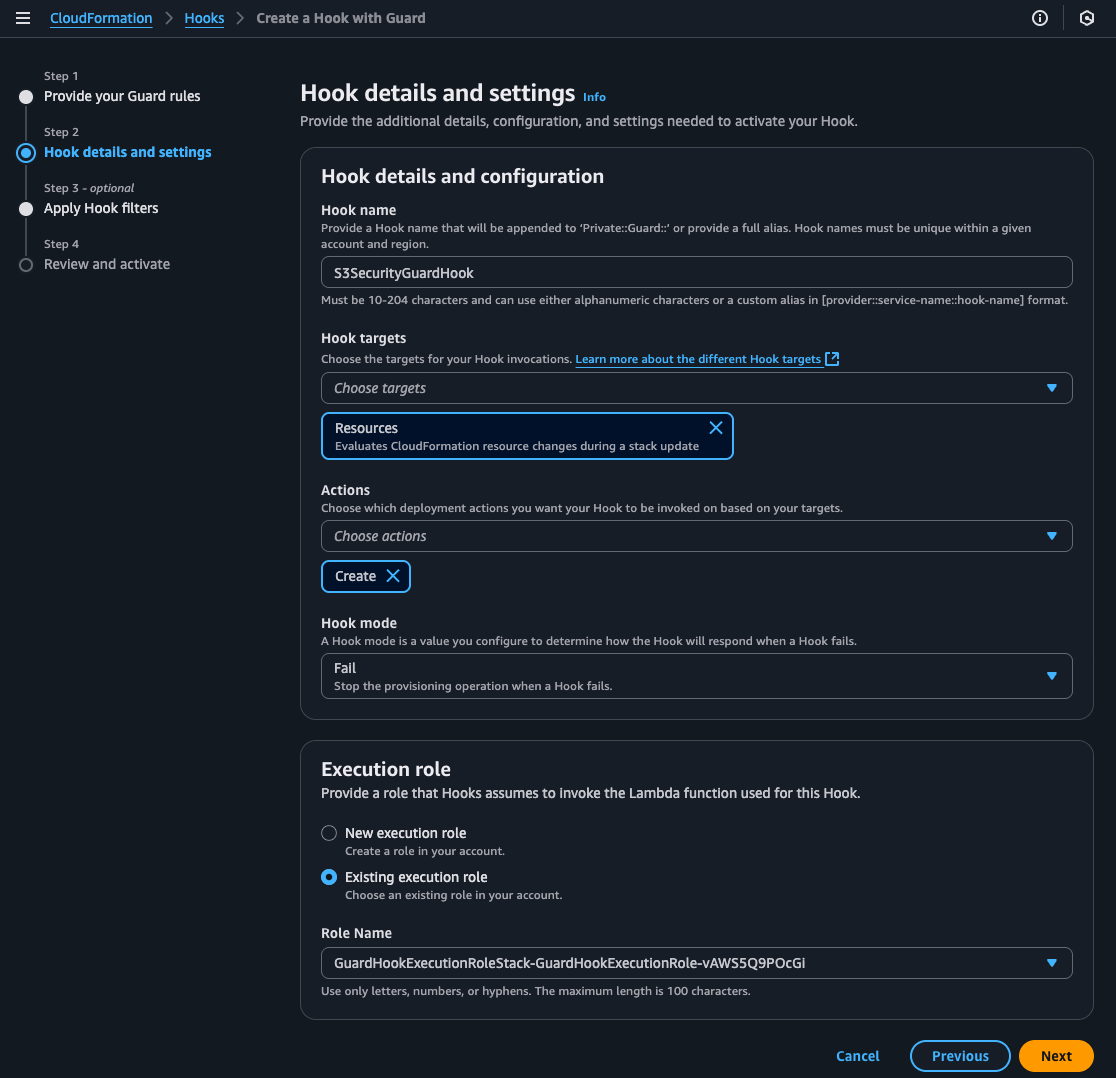 CloudFormation > Hooks > Create a Hook with Guard
Step 1
Provide your Guard rules
Step 2
Hook details and settings
Step 3 - optional
Apply Hook filters
Step 4
Review and activate
Hook details and settings Info
Provide the additional details, configuration, and settings needed to activate your Hook.
Hook details and configuration
Hook name
Provide a Hook name that will be appended to ‘Private::Guard::’ or provide a full alias. Hook names must be unique within a given
account and region.
S3SecurityGuardHook
Must be 10-204 characters and can use either alphanumeric characters or a custom alias in [provider::service-name::hook-name] format.
Hook targets
Choose the targets for your Hook invocations. Learn more about the different Hook targets
Choose targets
Resources
Evaluates CloudFormation resource changes during a stack update
Actions
Choose which deployment actions you want your Hook to be invoked on based on your targets.
Choose actions
Create
Hook mode
A Hook mode is a value you configure to determine how the Hook will respond when a Hook fails.
Fail
Stop the provisioning operation when a Hook fails.
Execution role
Provide a role that Hooks assumes to invoke the Lambda function used for this Hook.
New execution role
Create a role in your account.
Existing execution role
Choose an existing role in your account.
Role Name
GuardHookExecutionRoleStack-GuardHookExecutionRole-vAWS5Q9POcGi
Use only letters, numbers, or hyphens. The maximum length is 100 characters.
Cancel
Previous
Next